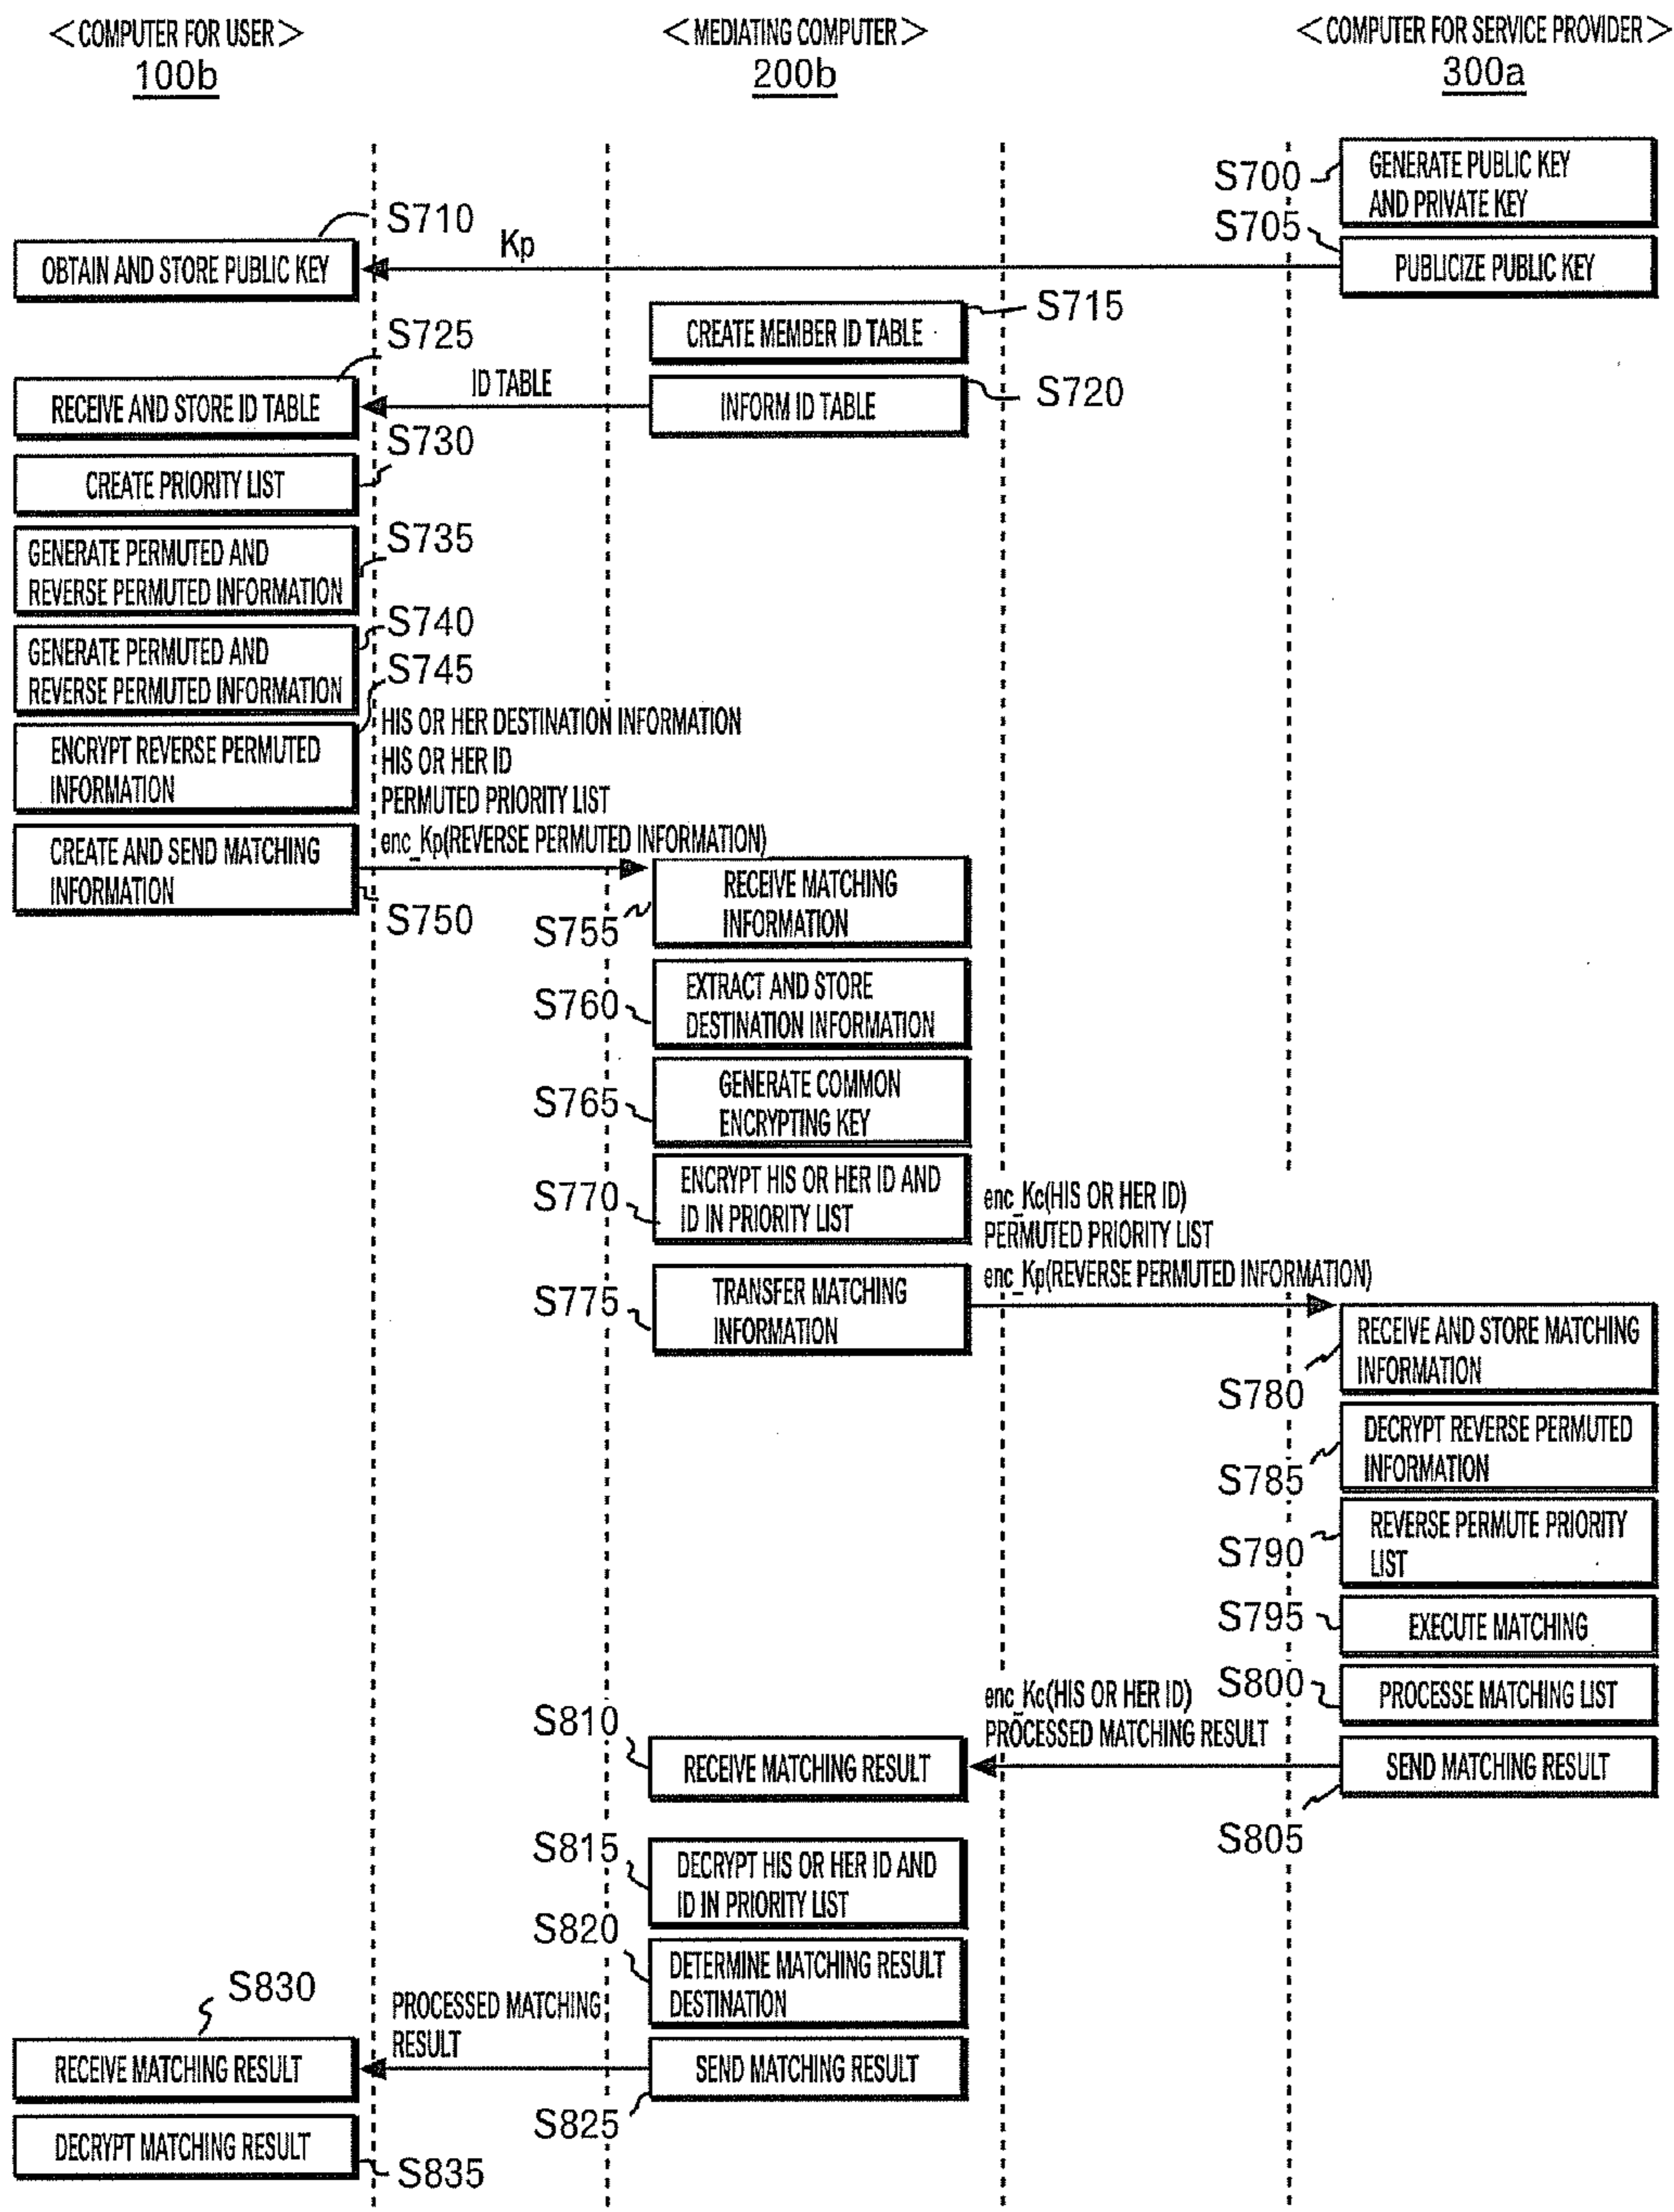 <COMPUTER FOR USER>
100b
<MEDIATING COMPUTER>
200b
<COMPUTER FOR SERVICE PROVIDER>
300a
S700
GENERATE PUBLIC KEY
AND PRIVATE KEY
S710
S705
Kp
OBTAIN AND STORE PUBLIC KEY
PUBLICIZE PUBLIC KEY
S715
CREATE MEMBER ID TABLE
S725
ID TABLE
S720
RECEIVE AND STORE ID TABLE
INFORM ID TABLE
S730
CREATE PRIORITY LIST
S735
GENERATE PERMUTED AND
REVERSE PERMUTED INFORMATION
S740
GENERATE PERMUTED AND
REVERSE PERMUTED INFORMATION
S745
ENCRYPT REVERSE PERMUTED
INFORMATION
HIS OR HER DESTINATION INFORMATION
HIS OR HER ID
PERMUTED PRIORITY LIST
enc_Kp(REVERSE PERMUTED INFORMATION)
CREATE AND SEND MATCHING
INFORMATION
S750
RECEIVE MATCHING
INFORMATION
S755
EXTRACT AND STORE
DESTINATION INFORMATION
S760
GENERATE COMMON
ENCRYPTING KEY
S765
ENCRYPT HIS OR HER ID AND
ID IN PRIORITY LIST
S770
enc_Kc(HIS OR HER ID)
PERMUTED PRIORITY LIST
enc_Kp(REVERSE PERMUTED INFORMATION)
S775
TRANSFER MATCHING
INFORMATION
RECEIVE AND STORE MATCHING
INFORMATION
S780
DECRYPT REVERSE PERMUTED
INFORMATION
S785
REVERSE PERMUTE PRIORITY
LIST
S790
S795
EXECUTE MATCHING
S800
PROCESSE MATCHING LIST
enc_Kc(HIS OR HER ID)
PROCESSED MATCHING RESULT
S810
RECEIVE MATCHING RESULT
SEND MATCHING RESULT
S805
S815
DECRYPT HIS OR HER ID AND
ID IN PRIORITY LIST
S820
DETERMINE MATCHING RESULT
DESTINATION
S830
PROCESSED MATCHING
RESULT
RECEIVE MATCHING RESULT
SEND MATCHING RESULT
S825
DECRYPT MATCHING RESULT
S835